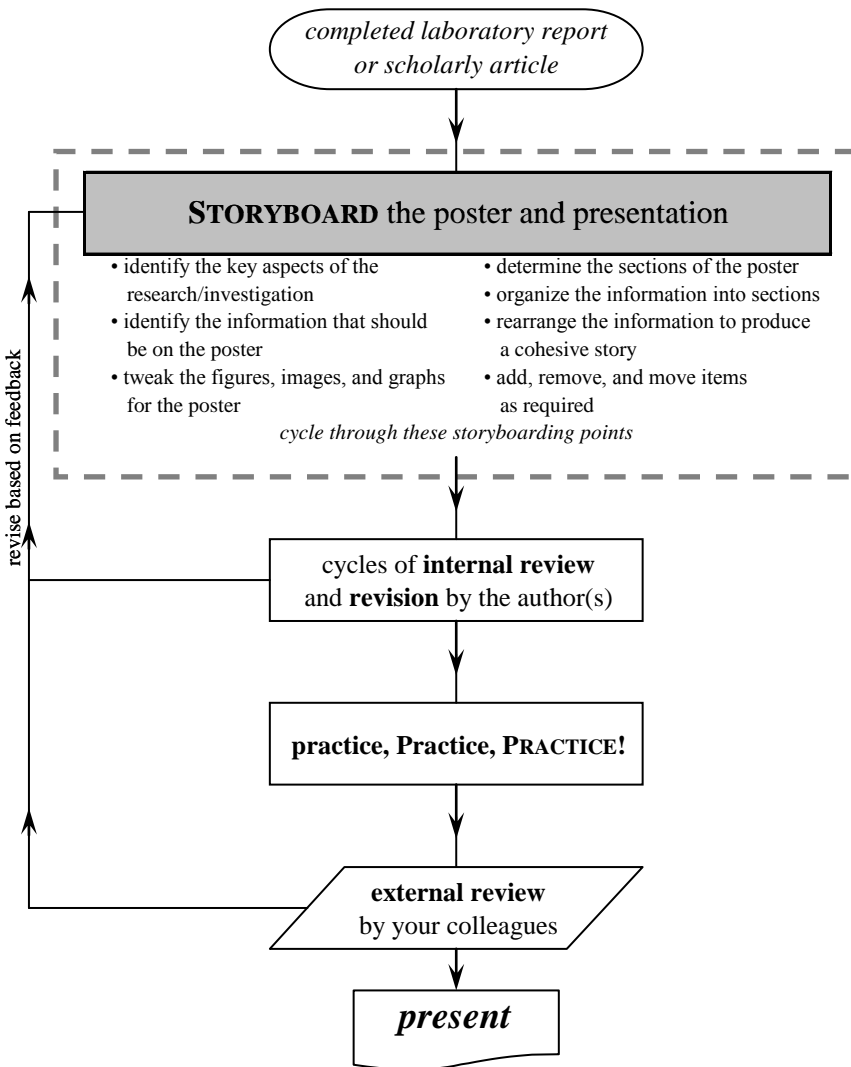 completed laboratory report
or scholarly article
STORYBOARD the poster and presentation
• identify the key aspects of the
research/investigation
• identify the information that should
be on the poster
• tweak the figures, images, and graphs
for the poster
• determine the sections of the poster
• organize the information into sections
• rearrange the information to produce
a cohesive story
• add, remove, and move items
as required
cycle through these storyboarding points
revise based on feedback
cycles of internal review
and revision by the author(s)
practice, Practice, PRACTICE!
external review
by your colleagues
present